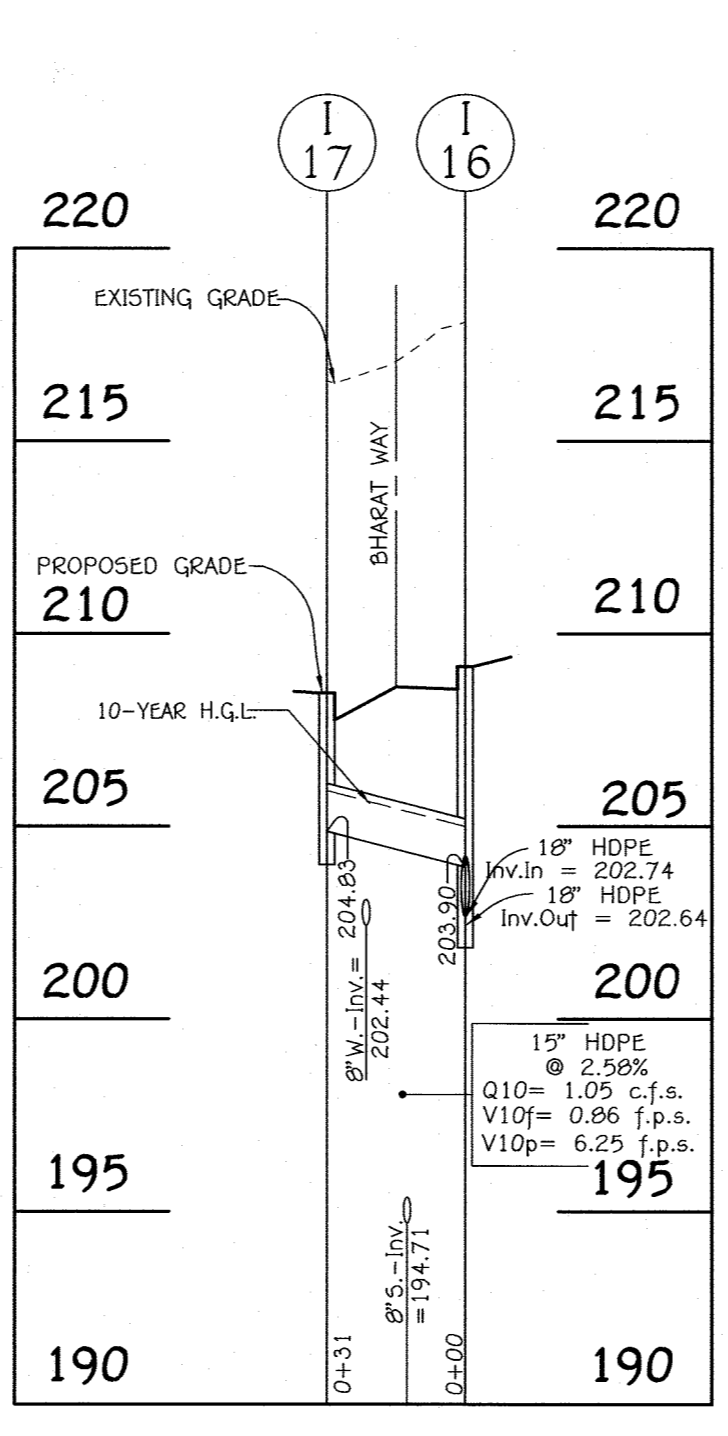 I
17
I
16
220
220
EXISTING GRADE
215
215
BHARAT WAY
PROPOSED GRADE
210
210
10-YEAR H.G.L.
205
205
204.83
203.90
18" HDPE
Inv.In = 202.74
18" HDPE
Inv.Out = 202.64
8"W.-Inv.=
202.44
200
200
15" HDPE
@ 2.58%
Q10= 1.05 c.f.s.
V10f= 0.86 f.p.s.
V10p= 6.25 f.p.s.
195
195
8"S.-Inv.
=194.71
190
0+31
0+00
190